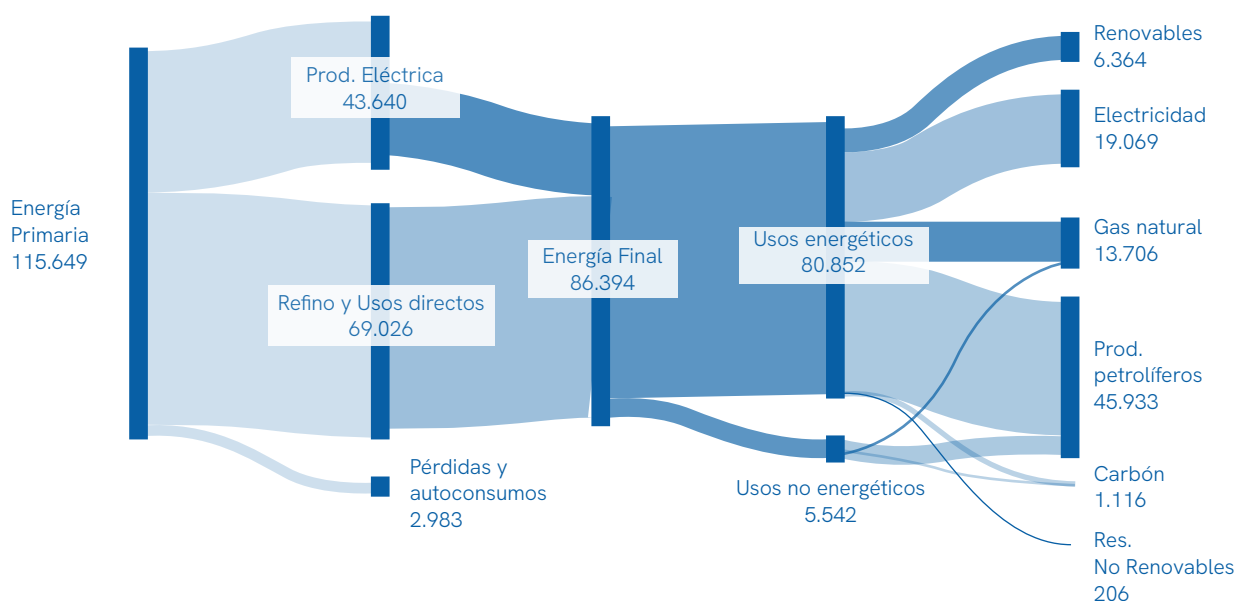 Energía
Primaria
115.649
Prod. Eléctrica
43.640
Refino y Usos directos
69.026
Pérdidas y
autoconsumos
2.983
Energía Final
86.394
Usos energéticos
80.852
Usos no energéticos
5.542
Renovables
6.364
Electricidad
19.069
Gas natural
13.706
Prod.
petrolíferos
45.933
Carbón
1.116
Res.
No Renovables
206